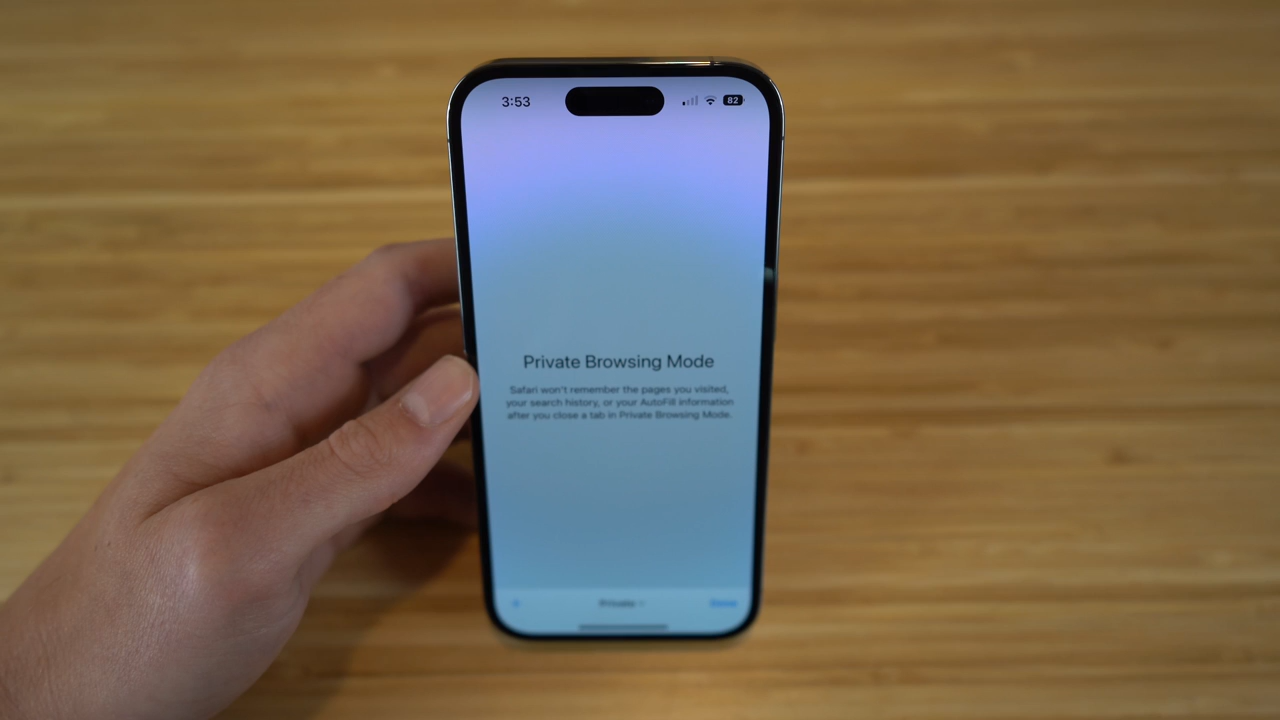 3:53
82
Private Browsing Mode
Safari won't remember the pages you visited,
your search history, or your AutoFill information
after you close a tab in Private Browsing Mode.
Private
Done